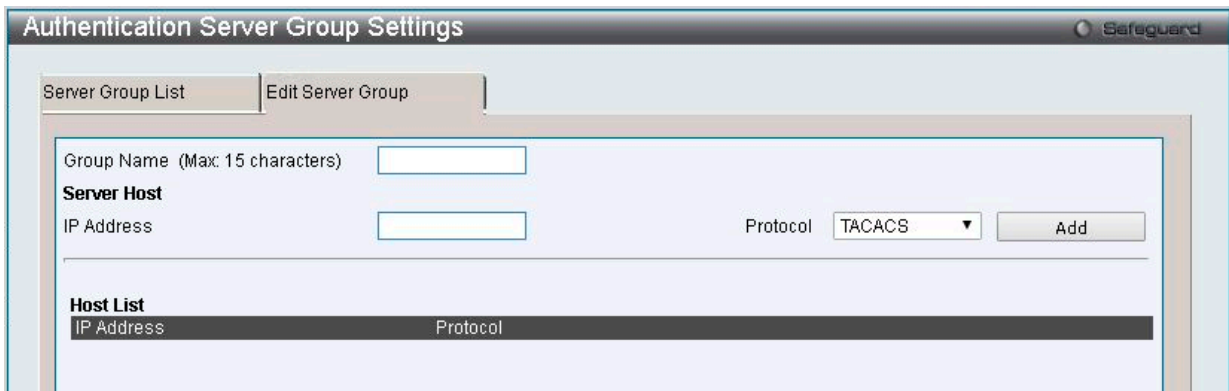 Authentication Server Group Settings
Safeguard
Server Group List
Edit Server Group
Group Name (Max: 15 characters)
Server Host
IP Address
Protocol
TACACS
Add
Host List
IP Address Protocol